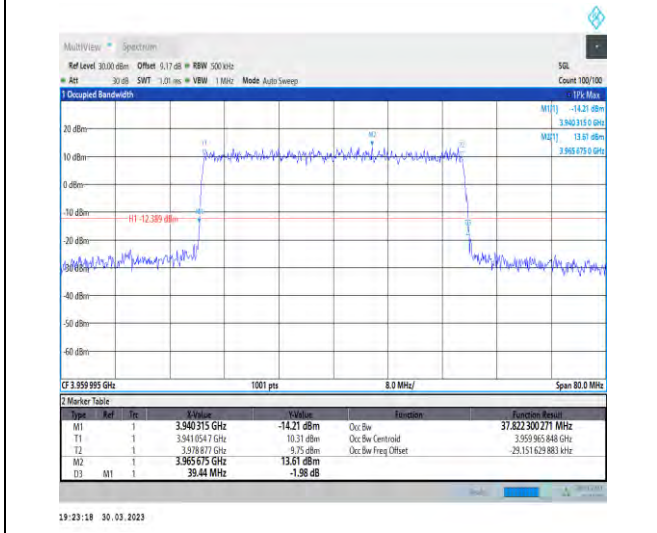 MultiView Spectrum
Ref Level 30.00 dBm Offset 9.17 dB RBW 500 kHz SGL
Att 30 dB SWT 1.01 ms VBW 1 MHz Mode Auto Sweep Count 100/100
1 Occupied Bandwidth 1Pk Max
M1[1] -14.21 dBm
3.940 315 0 GHz
M2[1] 13.61 dBm
3.965 675 0 GHz
20 dBm
M2
T1
10 dBm
0 dBm
-10 dBm
H1 -12.389 dBm
-20 dBm
-30 dBm
-40 dBm
-50 dBm
-60 dBm
CF 3.959 995 GHz 1001 pts 8.0 MHz/ Span 80.0 MHz
2 Marker Table
Type Ref Trc X-Value Y-Value Function Function Result
M1 1 3.940 315 GHz -14.21 dBm Occ Bw 37.822 300 271 MHz
T1 1 3.941 054 7 GHz 10.31 dBm Occ Bw Centroid 3.959 965 848 GHz
T2 1 3.978 877 GHz 9.75 dBm Occ Bw Freq Offset -29.151 629 883 kHz
M2 1 3.965 675 GHz 13.61 dBm
D3 M1 1 39.44 MHz -1.98 dB
19:23:18 30.03.2023